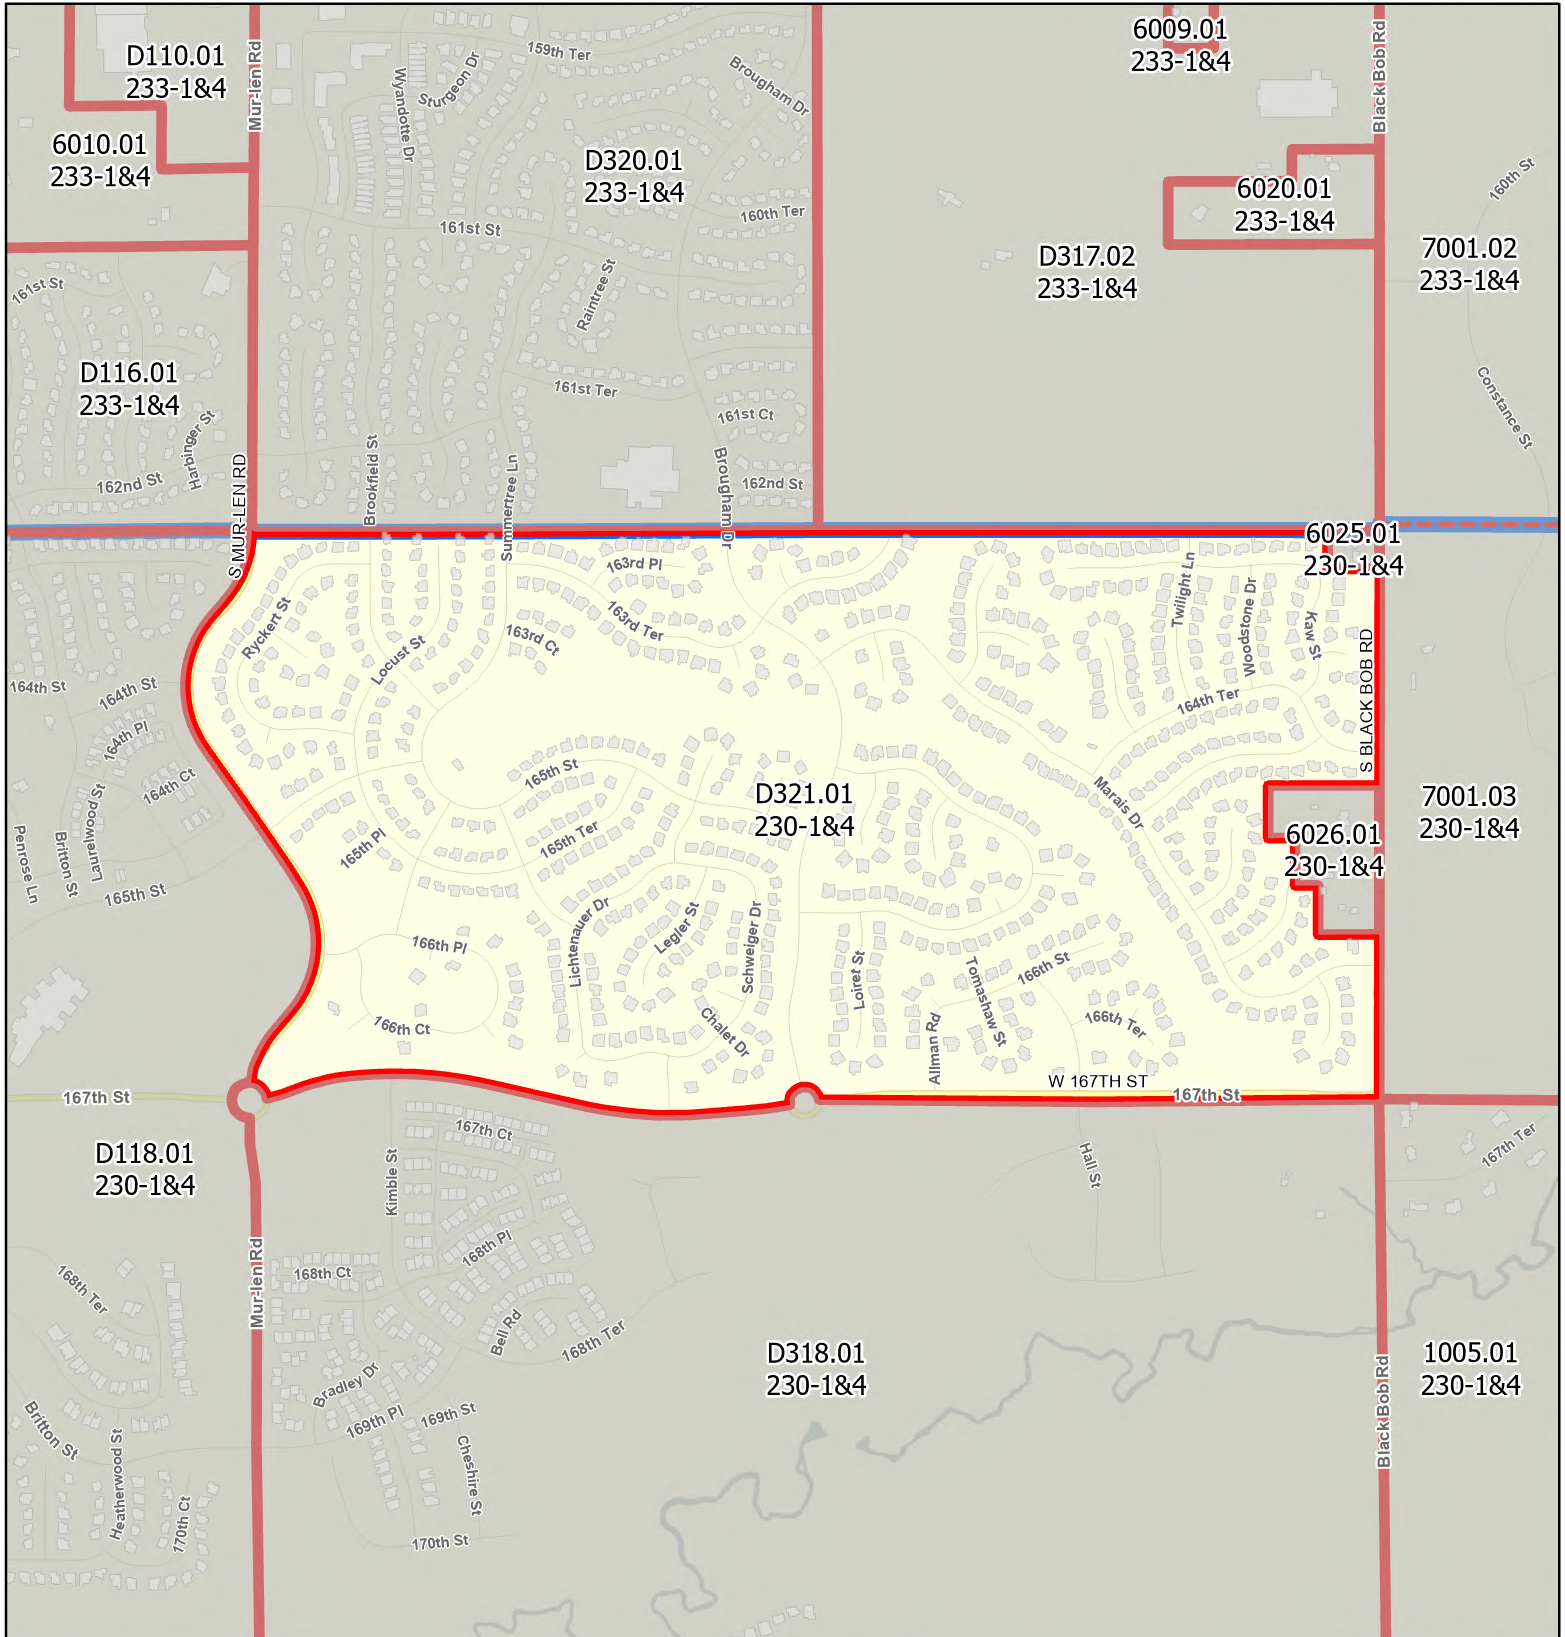 D110.01
233-1&4
6010.01
233-1&4
Mur-len Rd
Wyandotte Dr
Sturgeon Dr
159th Ter
Brougham Dr
D320.01
233-1&4
160th Ter
161st St
Raintree St
161st Ter
161st Ct
162nd St
Brougham Dr
Summertree Ln
Brookfield St
6009.01
233-1&4
Black Bob Rd
6020.01
233-1&4
D317.02
233-1&4
7001.02
233-1&4
160th St
Constance St
161st St
D116.01
233-1&4
Harbinger St
162nd St
S MUR-LEN RD
6025.01
230-1&4
163rd Pl
163rd Ter
163rd Ct
Ryckert St
Locust St
Twilight Ln
Woodstone Dr
Kaw St
164th Ter
S BLACK BOB RD
164th St
164th St
164th Pl
164th Ct
Laurelwood St
Britton St
Penrose Ln
165th St
165th St
165th Ter
165th Pl
D321.01
230-1&4
Marais Dr
7001.03
230-1&4
6026.01
230-1&4
166th Pl
166th Ct
Lichtenauer Dr
Legler St
Schweiger Dr
Chalet Dr
Loiret St
Allman Rd
Tomashaw St
166th St
166th Ter
W 167TH ST
167th St
167th St
D118.01
230-1&4
Kimble St
167th Ct
168th Pl
168th Ct
Bell Rd
168th Ter
Bradley Dr
169th Pl
169th St
Cheshire St
170th St
Mur-len Rd
168th Ter
Britton St
Heatherwood St
170th Ct
Hall St
D318.01
230-1&4
167th Ter
1005.01
230-1&4
Black Bob Rd